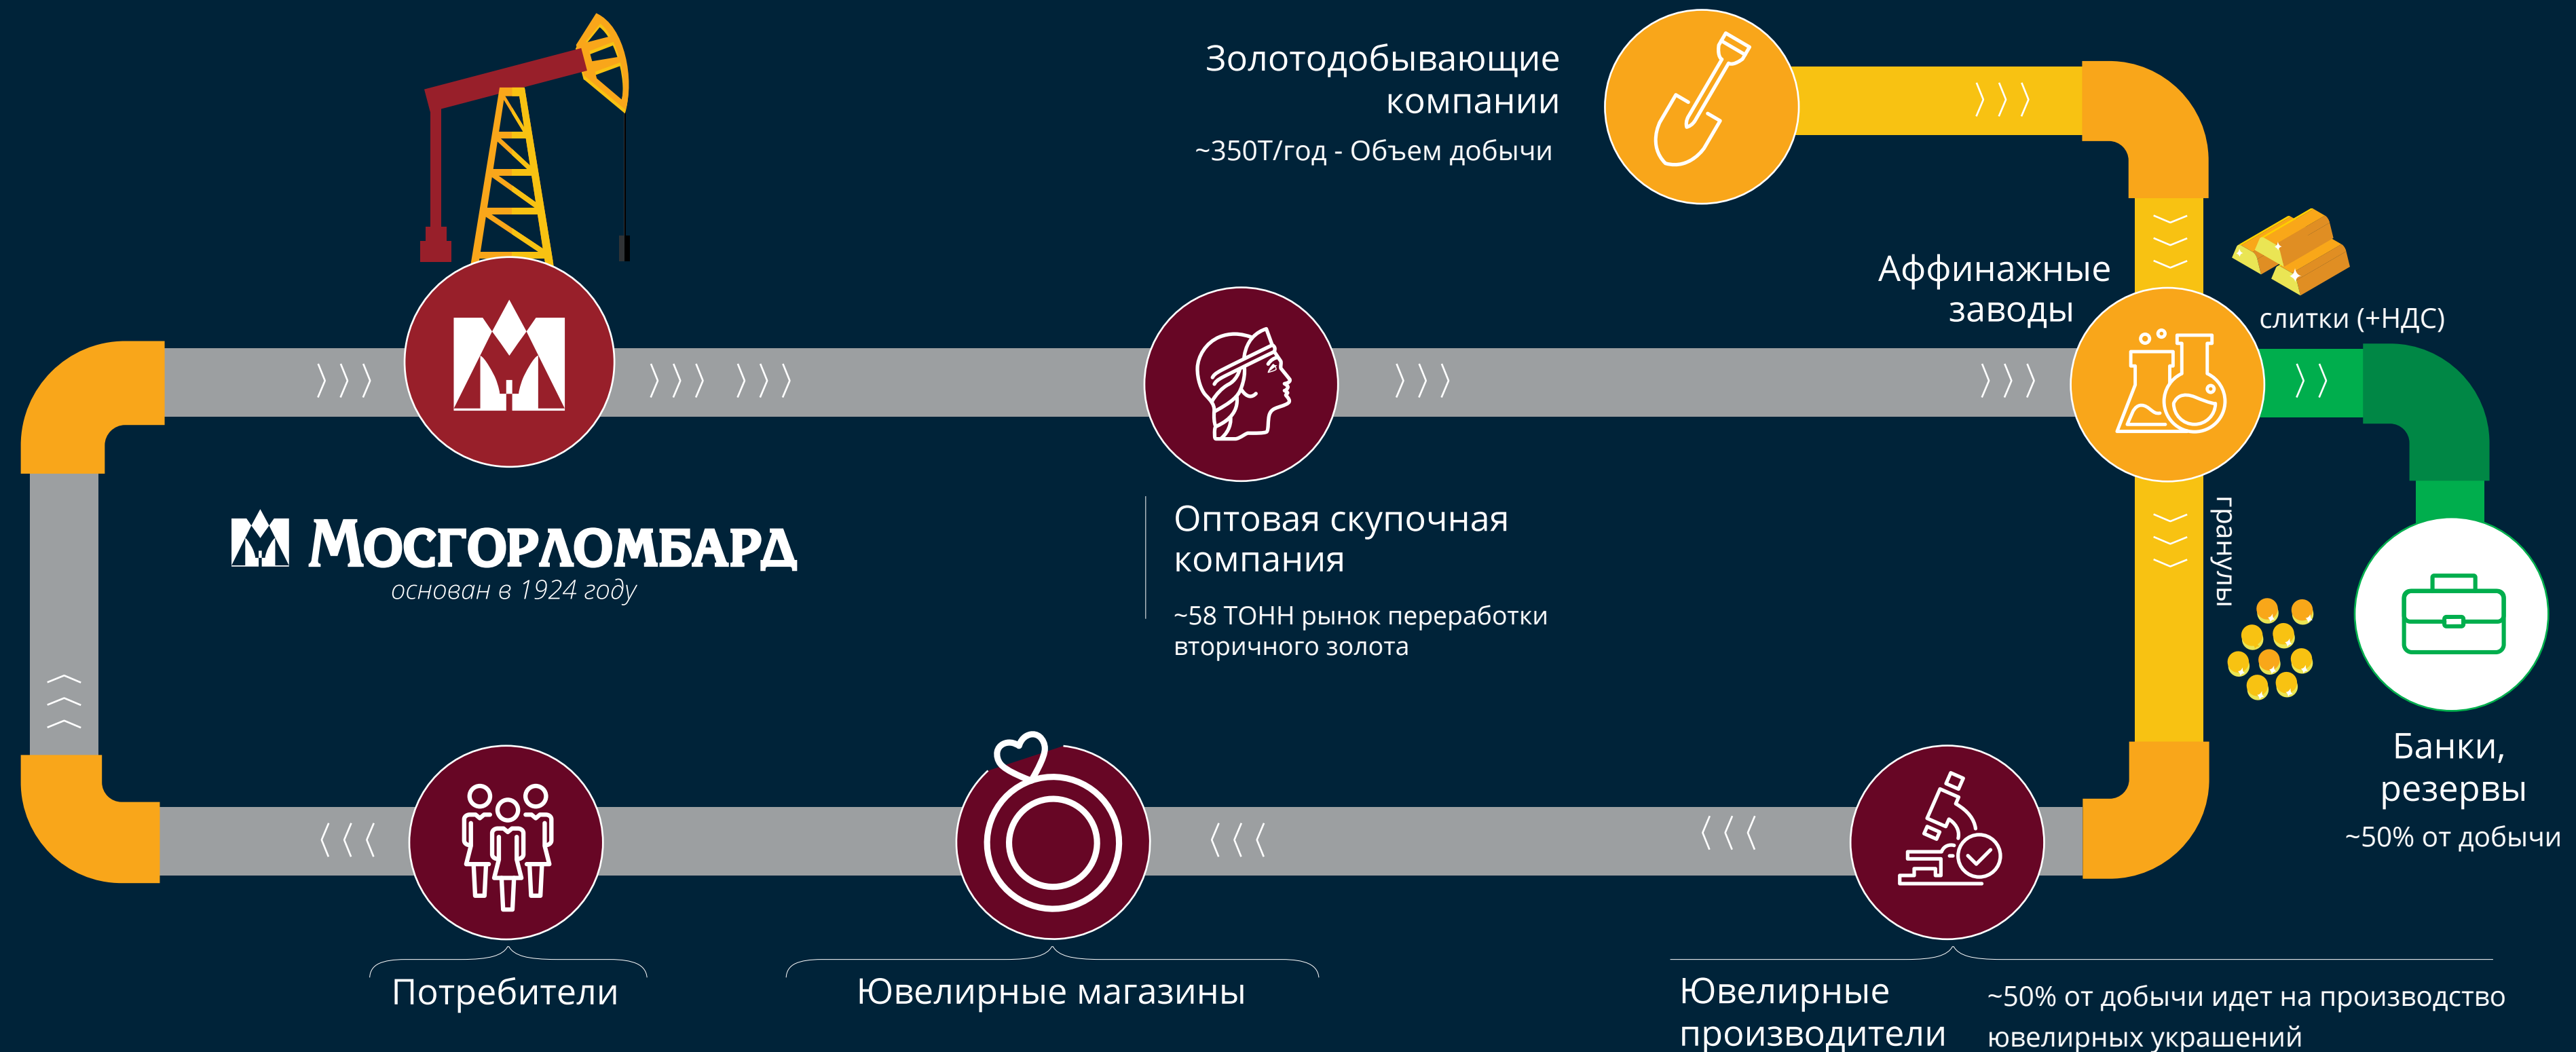 Золотодобывающие
компании
~350Т/год - Объем добычи
Аффинажные
заводы
слитки (+НДС)
гранулы
МОСГОРЛОМБАРД
основан в 1924 году
Оптовая скупочная
компания
~58 ТОНН рынок переработки
вторичного золота
Банки,
резервы
~50% от добычи
Потребители
Ювелирные магазины
Ювелирные
производители
~50% от добычи идет на производство
ювелирных украшений